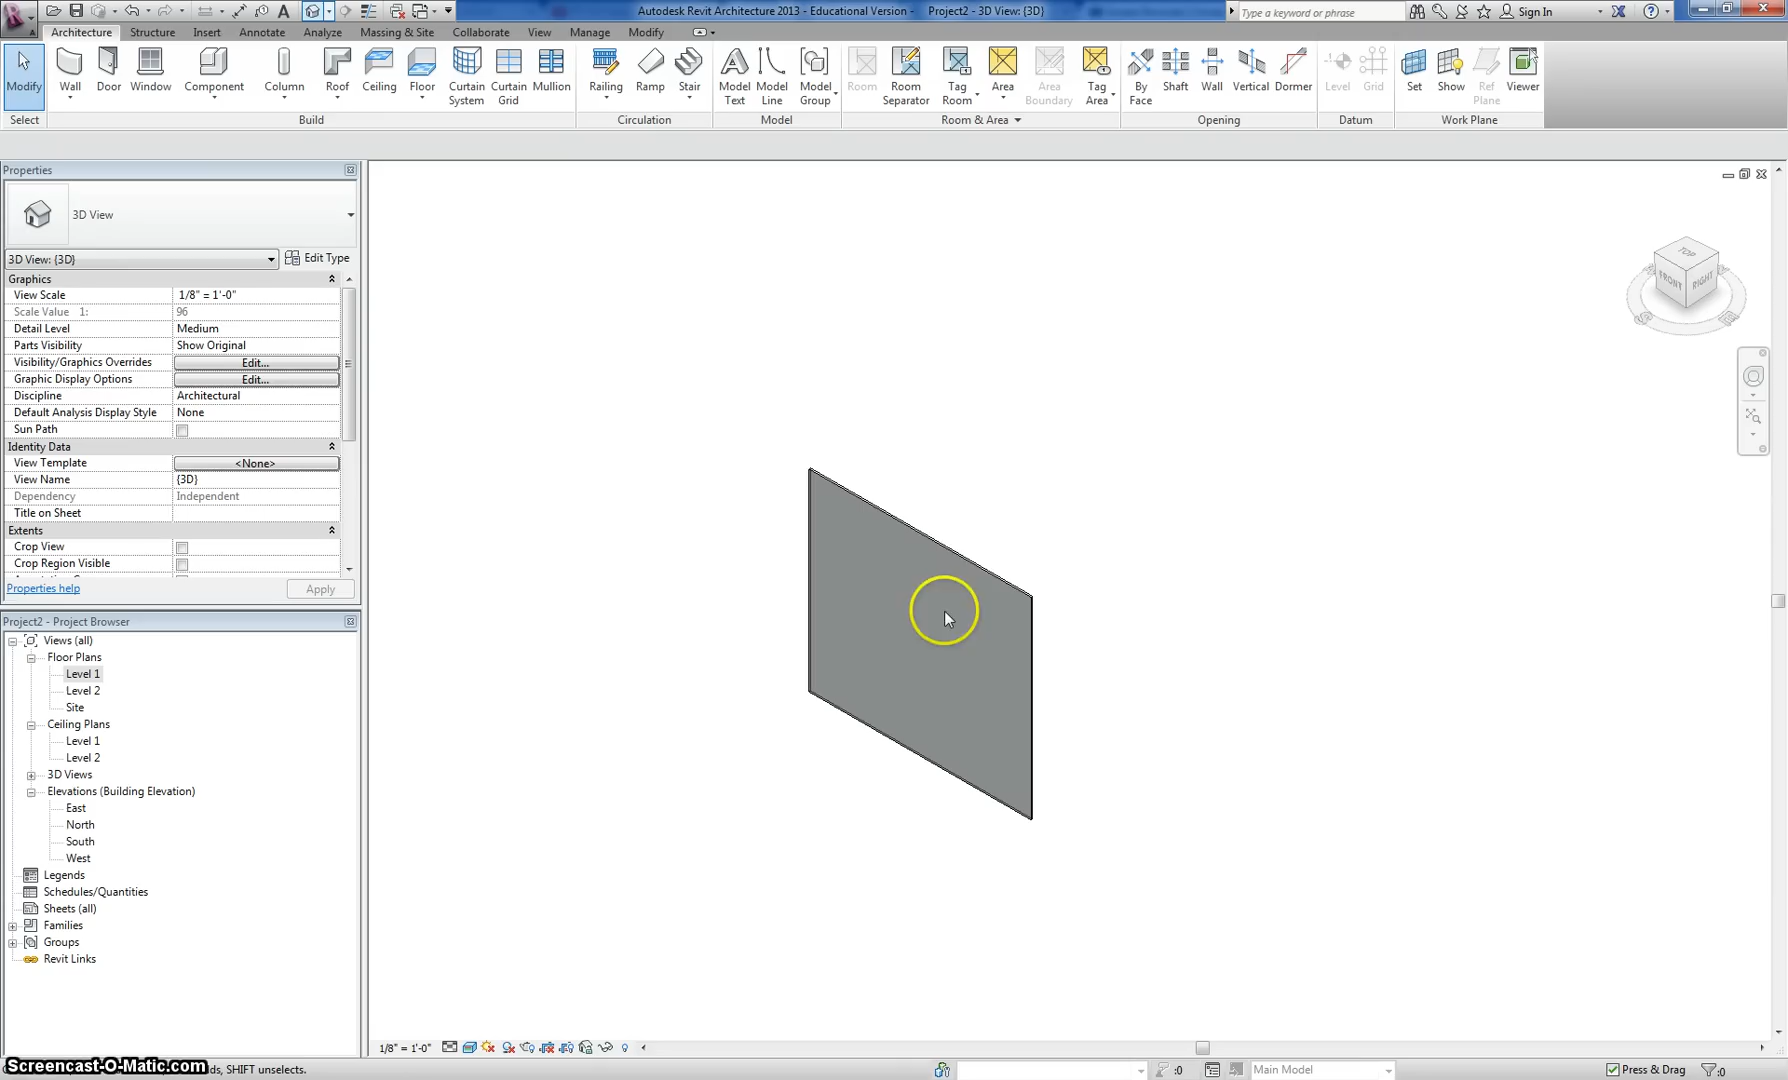 Autodesk Revit Architecture 2013 - Educational Version - Project2 - 3D View: {3D}
Type a keyword or phrase
Sign In
Architecture Structure Insert Annotate Analyze Massing & Site Collaborate View Manage Modify
Modify Wall Door Window Component Column Roof Ceiling Floor Curtain System Curtain Grid Mullion Railing Ramp Stair Model Text Model Line Model Group Room Room Separator Tag Room Area Area Boundary Tag Area By Face Shaft Wall Vertical Dormer Level Grid Set Show Ref Plane Viewer
Select Build Circulation Model Room & Area Opening Datum Work Plane
Properties
3D View
3D View: {3D} Edit Type
Graphics
View Scale 1/8" = 1'-0"
Scale Value 1: 96
Detail Level Medium
Parts Visibility Show Original
Visibility/Graphics Overrides Edit...
Graphic Display Options Edit...
Discipline Architectural
Default Analysis Display Style None
Sun Path
Identity Data
View Template <None>
View Name {3D}
Dependency Independent
Title on Sheet
Extents
Crop View
Crop Region Visible
Properties help Apply
Project2 - Project Browser
Views (all)
Floor Plans
Level 1
Level 2
Site
Ceiling Plans
Level 1
Level 2
3D Views
Elevations (Building Elevation)
East
North
South
West
Legends
Schedules/Quantities
Sheets (all)
Families
Groups
Revit Links
TOP
FRONT RIGHT
1/8" = 1'-0"
Screencast-O-Matic.com
SHIFT unselects.
:0
Main Model
Press & Drag
:0